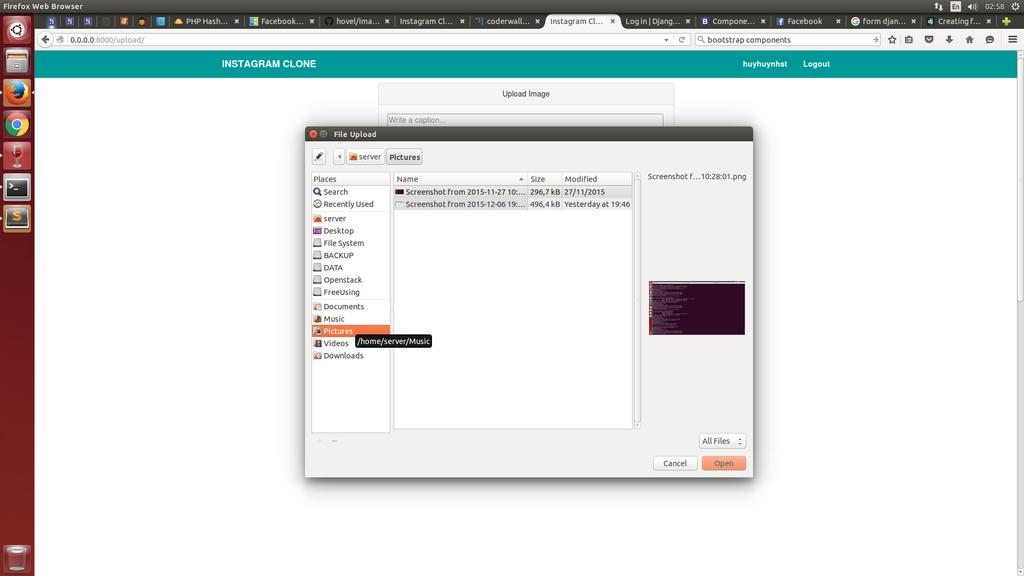 Firefox Web Browser
En
02:58
PHP Hash...
Facebook...
hovel/ima...
Instagram Cl...
coderwall...
Instagram Cl...
Log in | Djang...
Compone...
Facebook
form djan...
Creating f...
0.0.0.0:8000/upload/
bootstrap components
INSTAGRAM CLONE
huyhuynhst
Logout
Upload Image
Write a caption...
File Upload
server
Pictures
Places
Name
Size
Modified
Screenshot f...10:28:01.png
Search
Recently Used
server
Desktop
File System
BACKUP
DATA
Openstack
FreeUsing
Documents
Music
Pictures
Videos
Downloads
Screenshot from 2015-11-27 10:... 296,7 kB 27/11/2015
Screenshot from 2015-12-06 19:... 496,4 kB Yesterday at 19:46
/home/server/Music
All Files
Cancel
Open